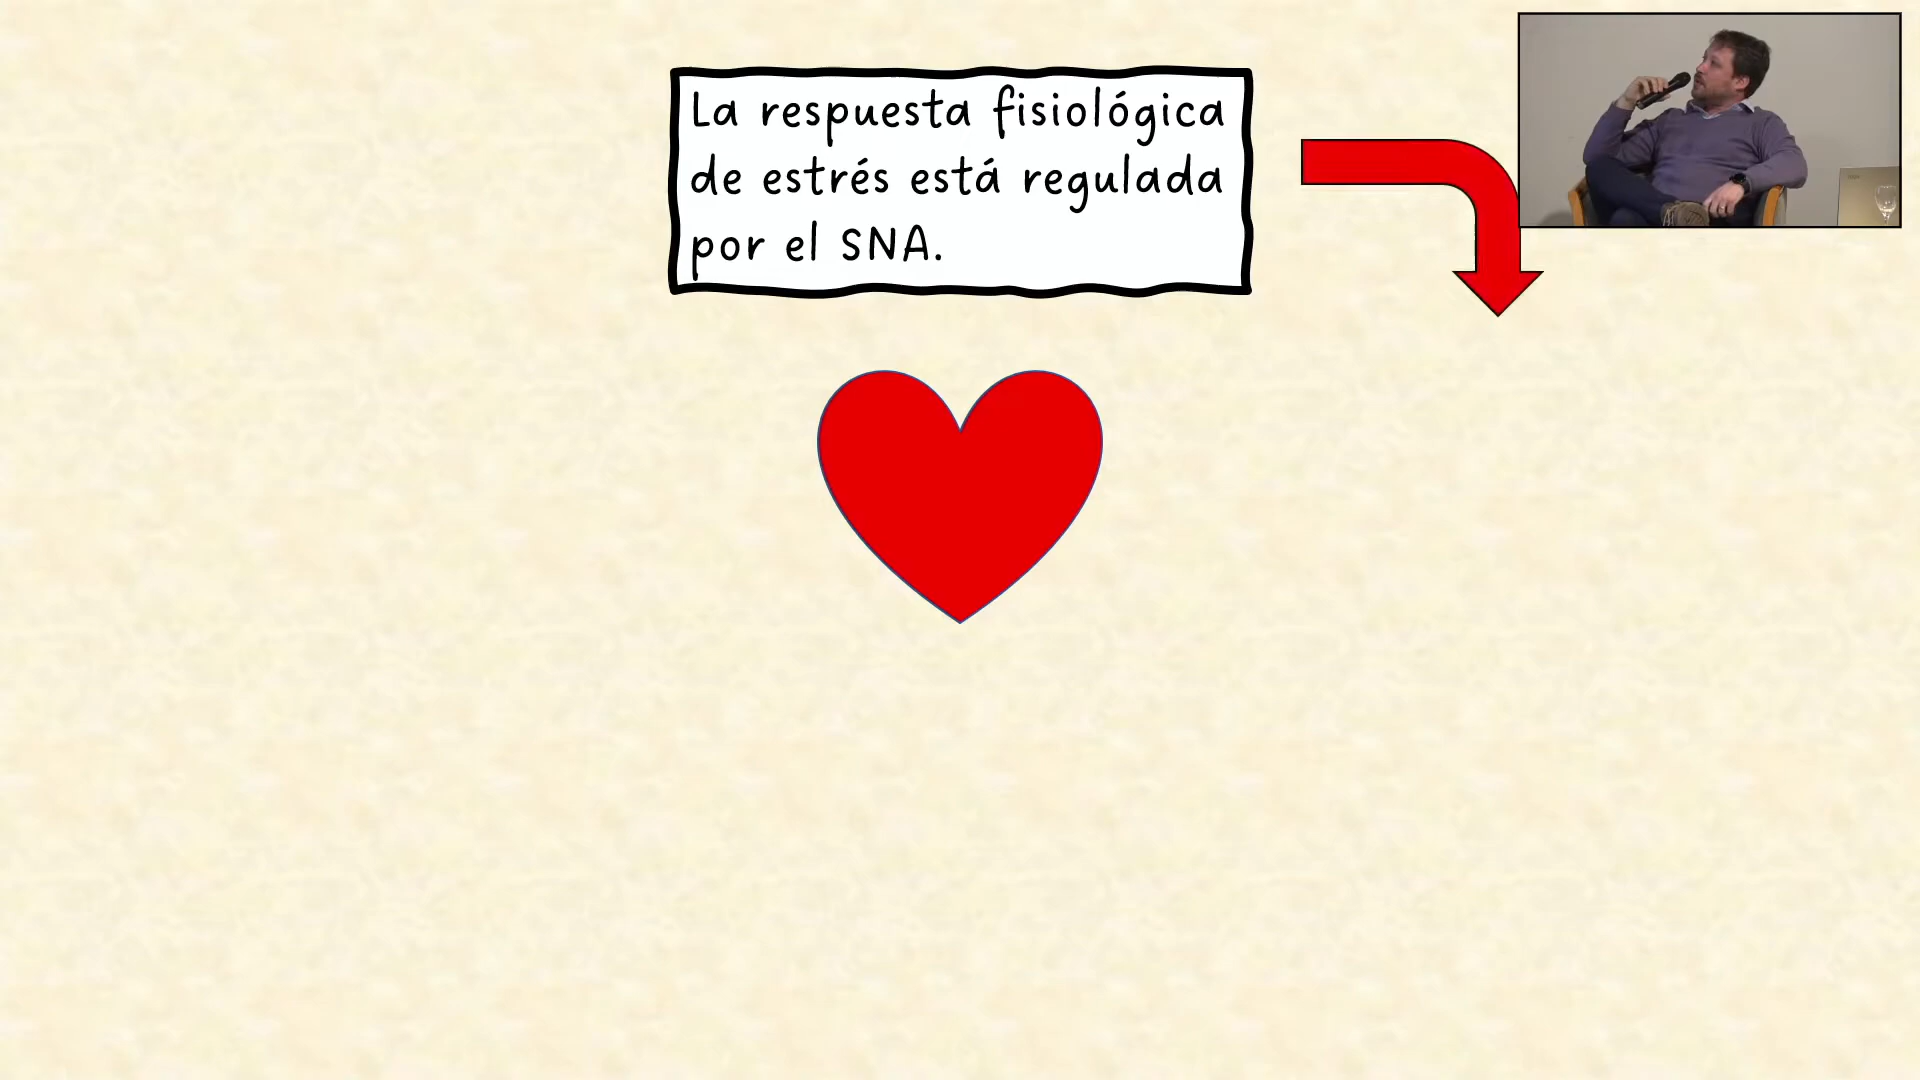 La respuesta fisiológica
de estrés está regulada
por el SNA.